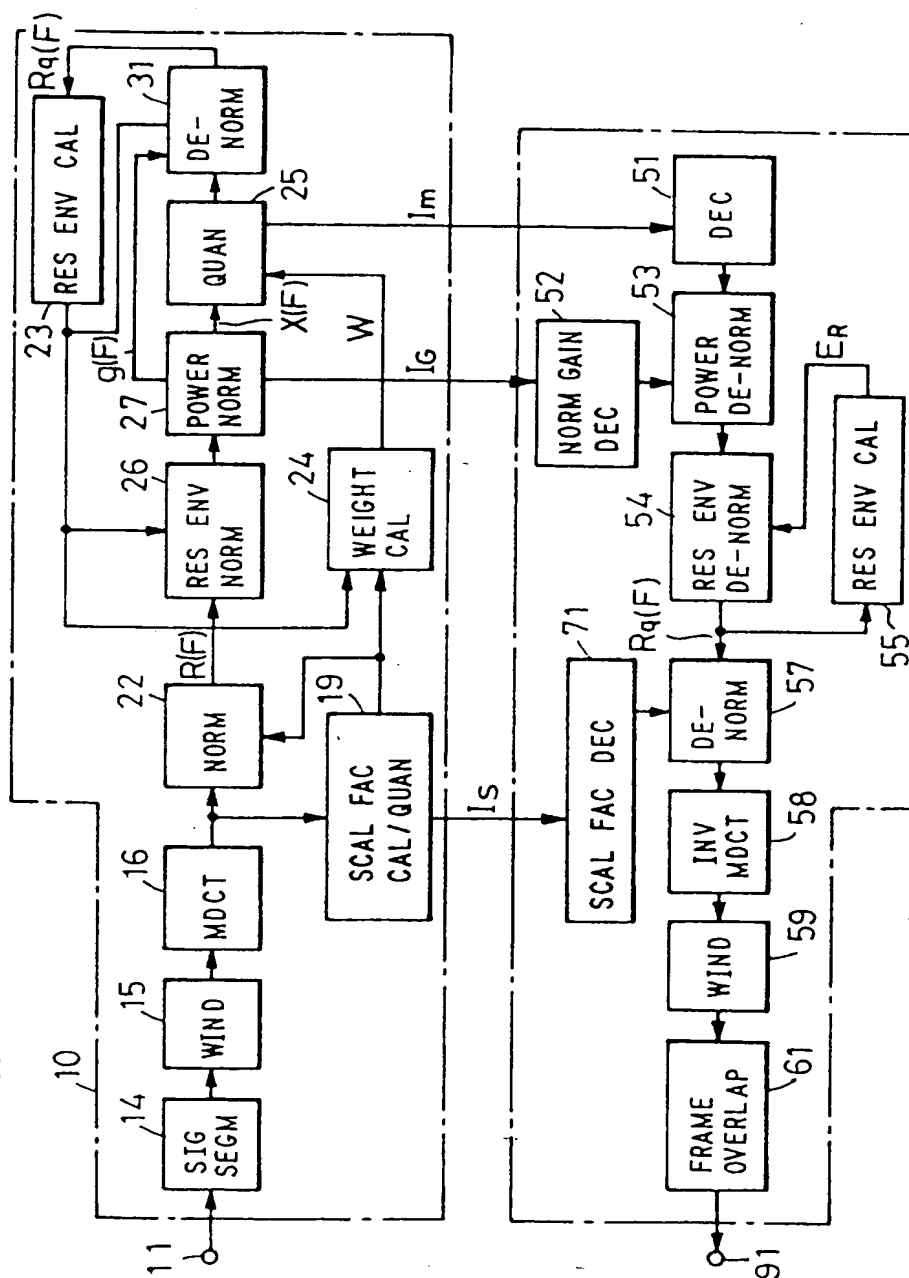 10
11
14
SIG
SEGM
15
WIND
16
MDCT
22
NORM
R(F)
26
RES ENV
NORM
27
POWER
NORM
X(F)
QUAN
25
DE-
NORM
31
Rq(F)
RES ENV CAL
23
g(F)
19
SCAL FAC
CAL/QUAN
24
WEIGHT
CAL
W
IS
IG
Im
71
SCAL FAC DEC
52
NORM GAIN
DEC
51
DEC
53
POWER
DE-NORM
54
RES ENV
DE-NORM
ER
RES ENV CAL
55
Rq(F)
DE-
NORM
57
INV
MDCT
58
WIND
59
FRAME
OVERLAP
61
91